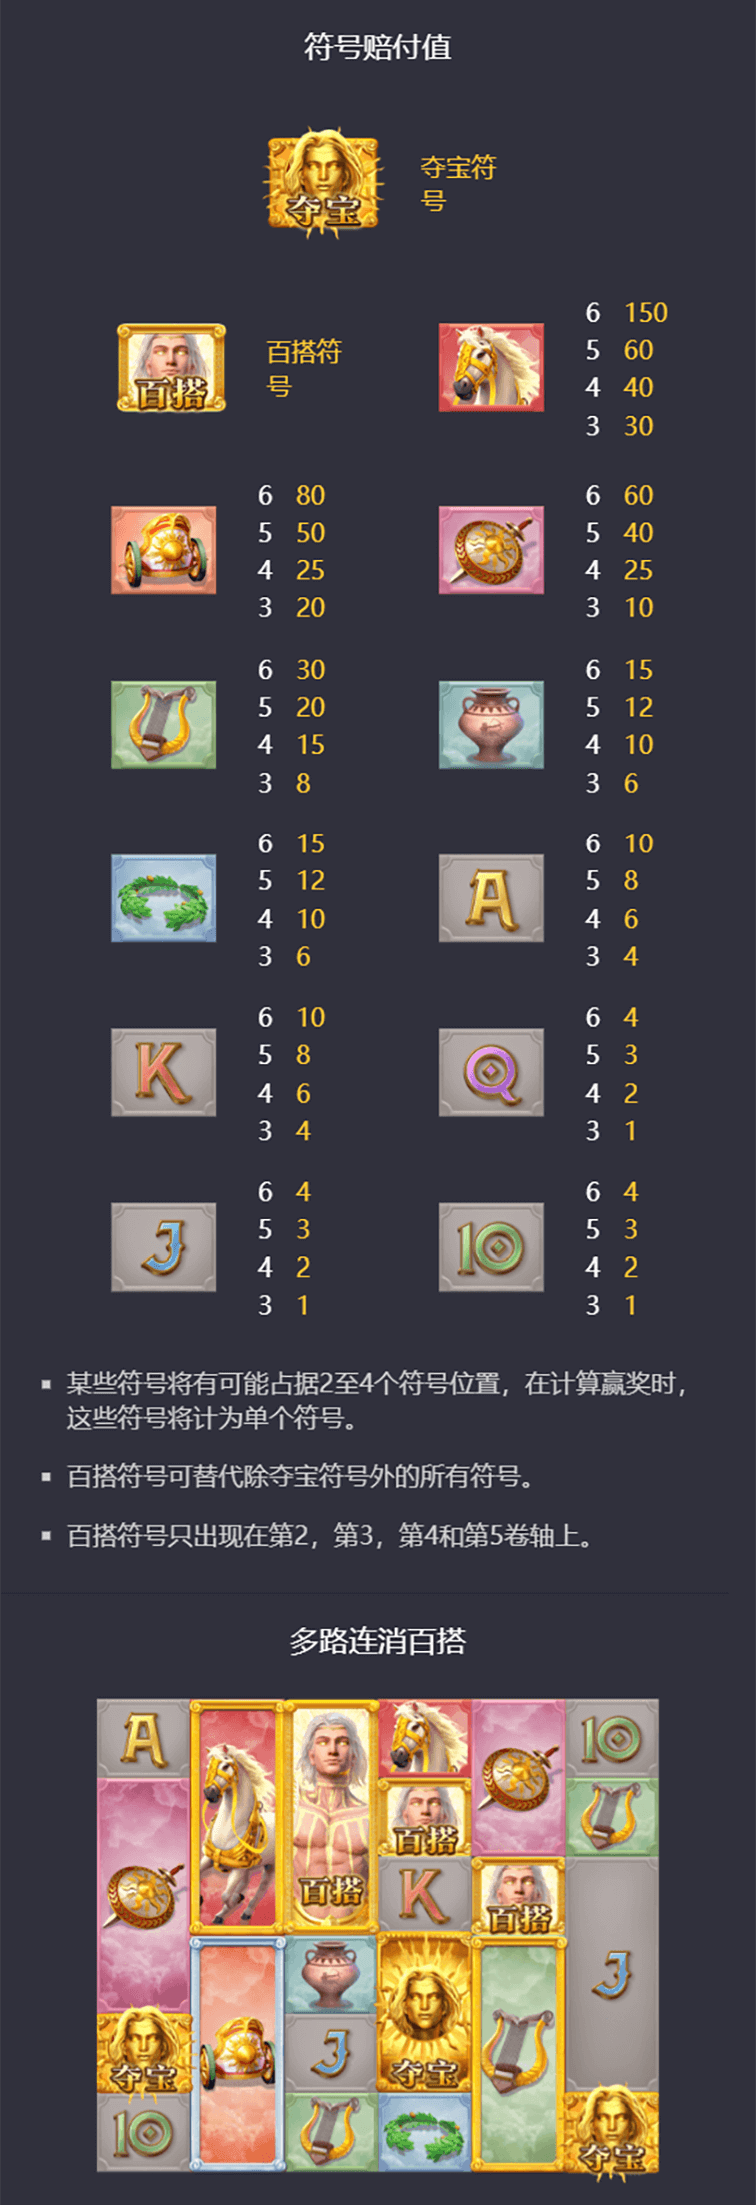 符号赔付值
夺宝
夺宝符
号
百搭
百搭符
号
6 150
5 60
4 40
3 30
6 80
5 50
4 25
3 20
6 60
5 40
4 25
3 10
6 30
5 20
4 15
3 8
6 15
5 12
4 10
3 6
6 15
5 12
4 10
3 6
A
6 10
5 8
6 4
4 6
3 4
K
6 10
5 8
4 6
3 4
Q
6 4
5 3
4 2
3 1
J
6 4
5 3
4 2
3 1
10
6 4
5 3
4 2
3 1
某些符号将有可能占据2至4个符号位置，在计算赢奖时，
这些符号将计为单个符号。
百搭符号可替代除夺宝符号外的所有符号。
百搭符号只出现在第2，第3，第4和第5卷轴上。
多路连消百搭
A
10
百搭
百搭
K
百搭
J
夺宝
J
夺宝
10
夺宝